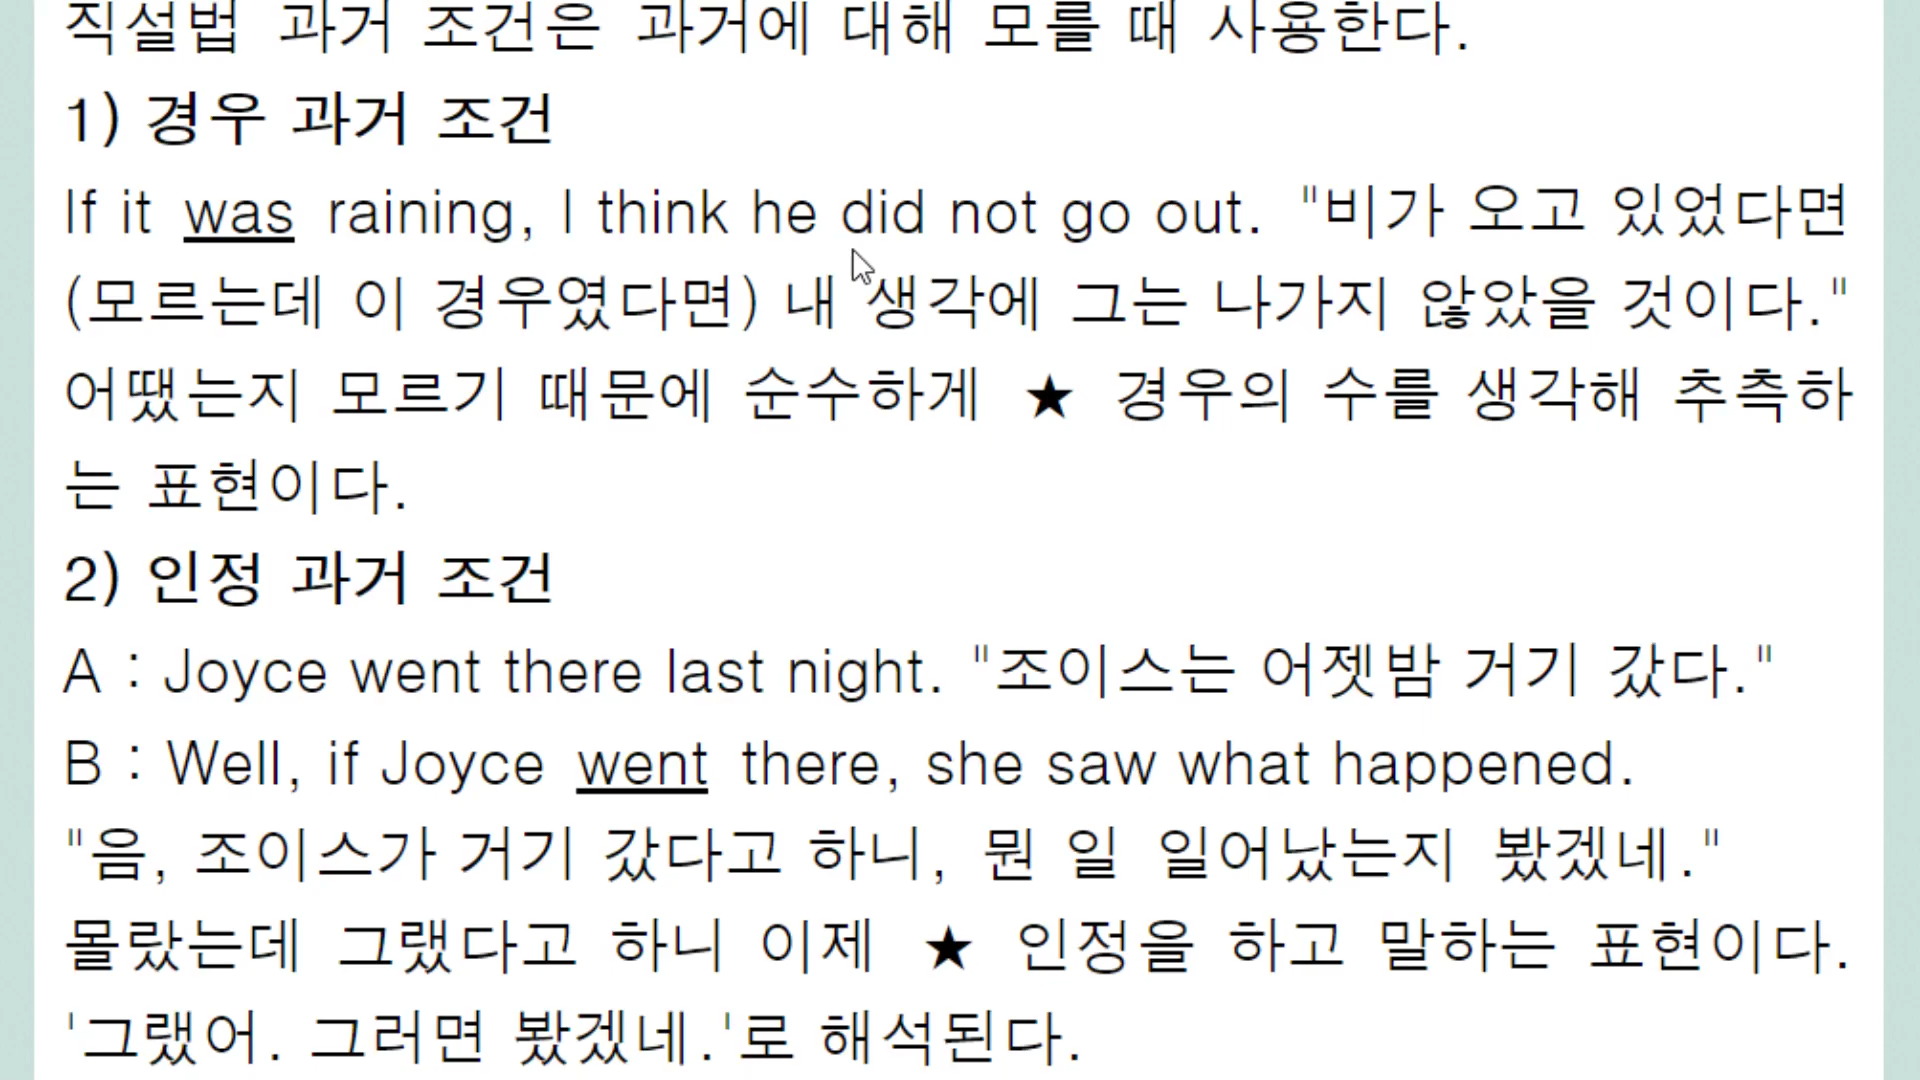 직설법 과거 조건은 과거에 대해 모를 때 사용한다.
1) 경우 과거 조건
If it was raining, I think he did not go out. "비가 오고 있었다면
(모르는데 이 경우였다면) 내 생각에 그는 나가지 않았을 것이다."
어땠는지 모르기 때문에 순수하게 ★ 경우의 수를 생각해 추측하
는 표현이다.
2) 인정 과거 조건
A : Joyce went there last night. "조이스는 어젯밤 거기 갔다."
B : Well, if Joyce went there, she saw what happened.
"음, 조이스가 거기 갔다고 하니, 뭔 일 일어났는지 봤겠네."
몰랐는데 그랬다고 하니 이제 ★ 인정을 하고 말하는 표현이다.
'그랬어. 그러면 봤겠네.'로 해석된다.